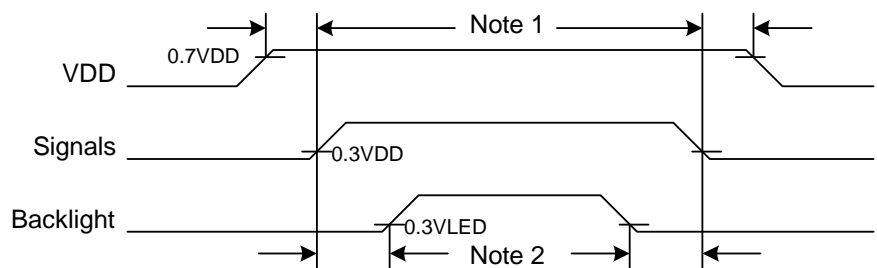 Note 1
0.7VDD
VDD
Signals
0.3VDD
Backlight
0.3VLED
Note 2